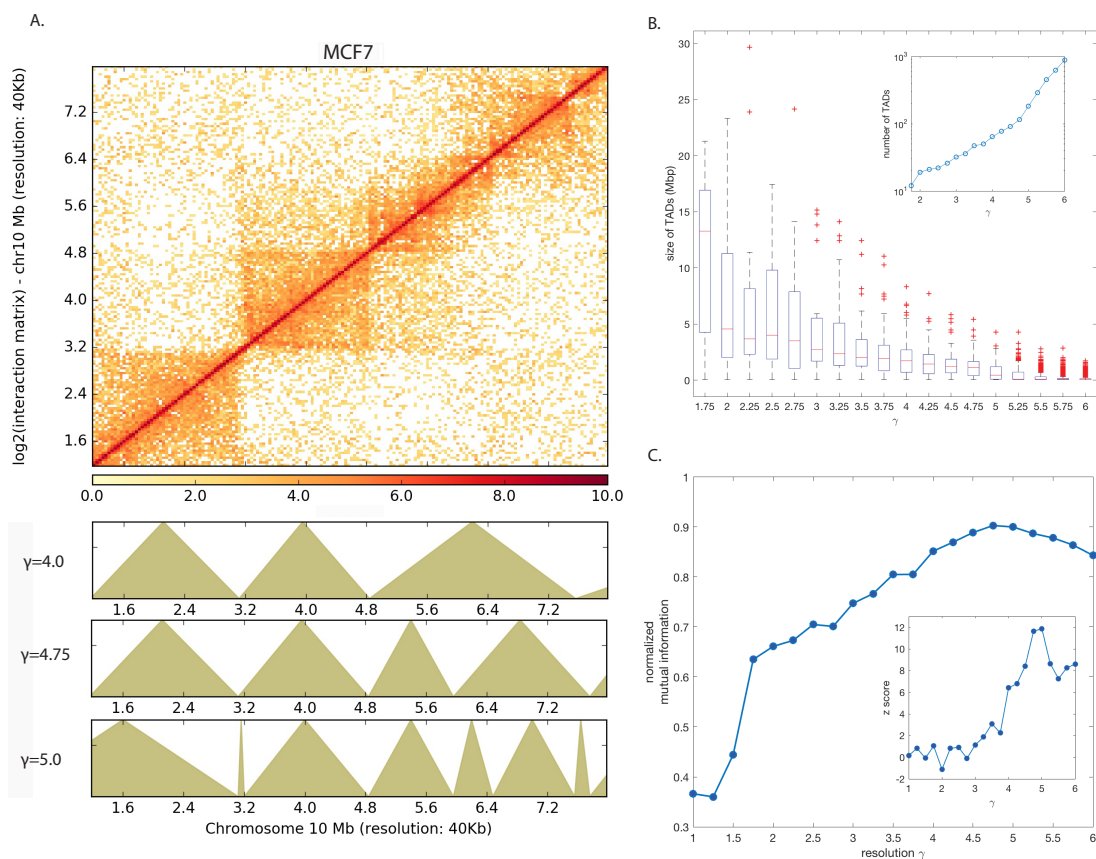 A.
MCF7
log2(interaction matrix) - chr10 Mb (resolution: 40Kb)
7.2
6.4
5.6
4.8
4.0
3.2
2.4
1.6
0.0 2.0 4.0 6.0 8.0 10.0
γ=4.0
1.6 2.4 3.2 4.0 4.8 5.6 6.4 7.2
γ=4.75
1.6 2.4 3.2 4.0 4.8 5.6 6.4 7.2
γ=5.0
1.6 2.4 3.2 4.0 4.8 5.6 6.4 7.2
Chromosome 10 Mb (resolution: 40Kb)
B.
size of TADs (Mbp)
30
25
20
15
10
5
0
1.75 2 2.25 2.5 2.75 3 3.25 3.5 3.75 4 4.25 4.5 4.75 5 5.25 5.5 5.75 6
γ
number of TADs
10³
10²
10¹
2 3 4 5 6
γ
C.
normalized
mutual information
1
0.9
0.8
0.7
0.6
0.5
0.4
0.3
1 1.5 2 2.5 3 3.5 4 4.5 5 5.5 6
resolution γ
z score
12
10
8
6
4
2
0
-2
1 2 3 4 5 6
γ